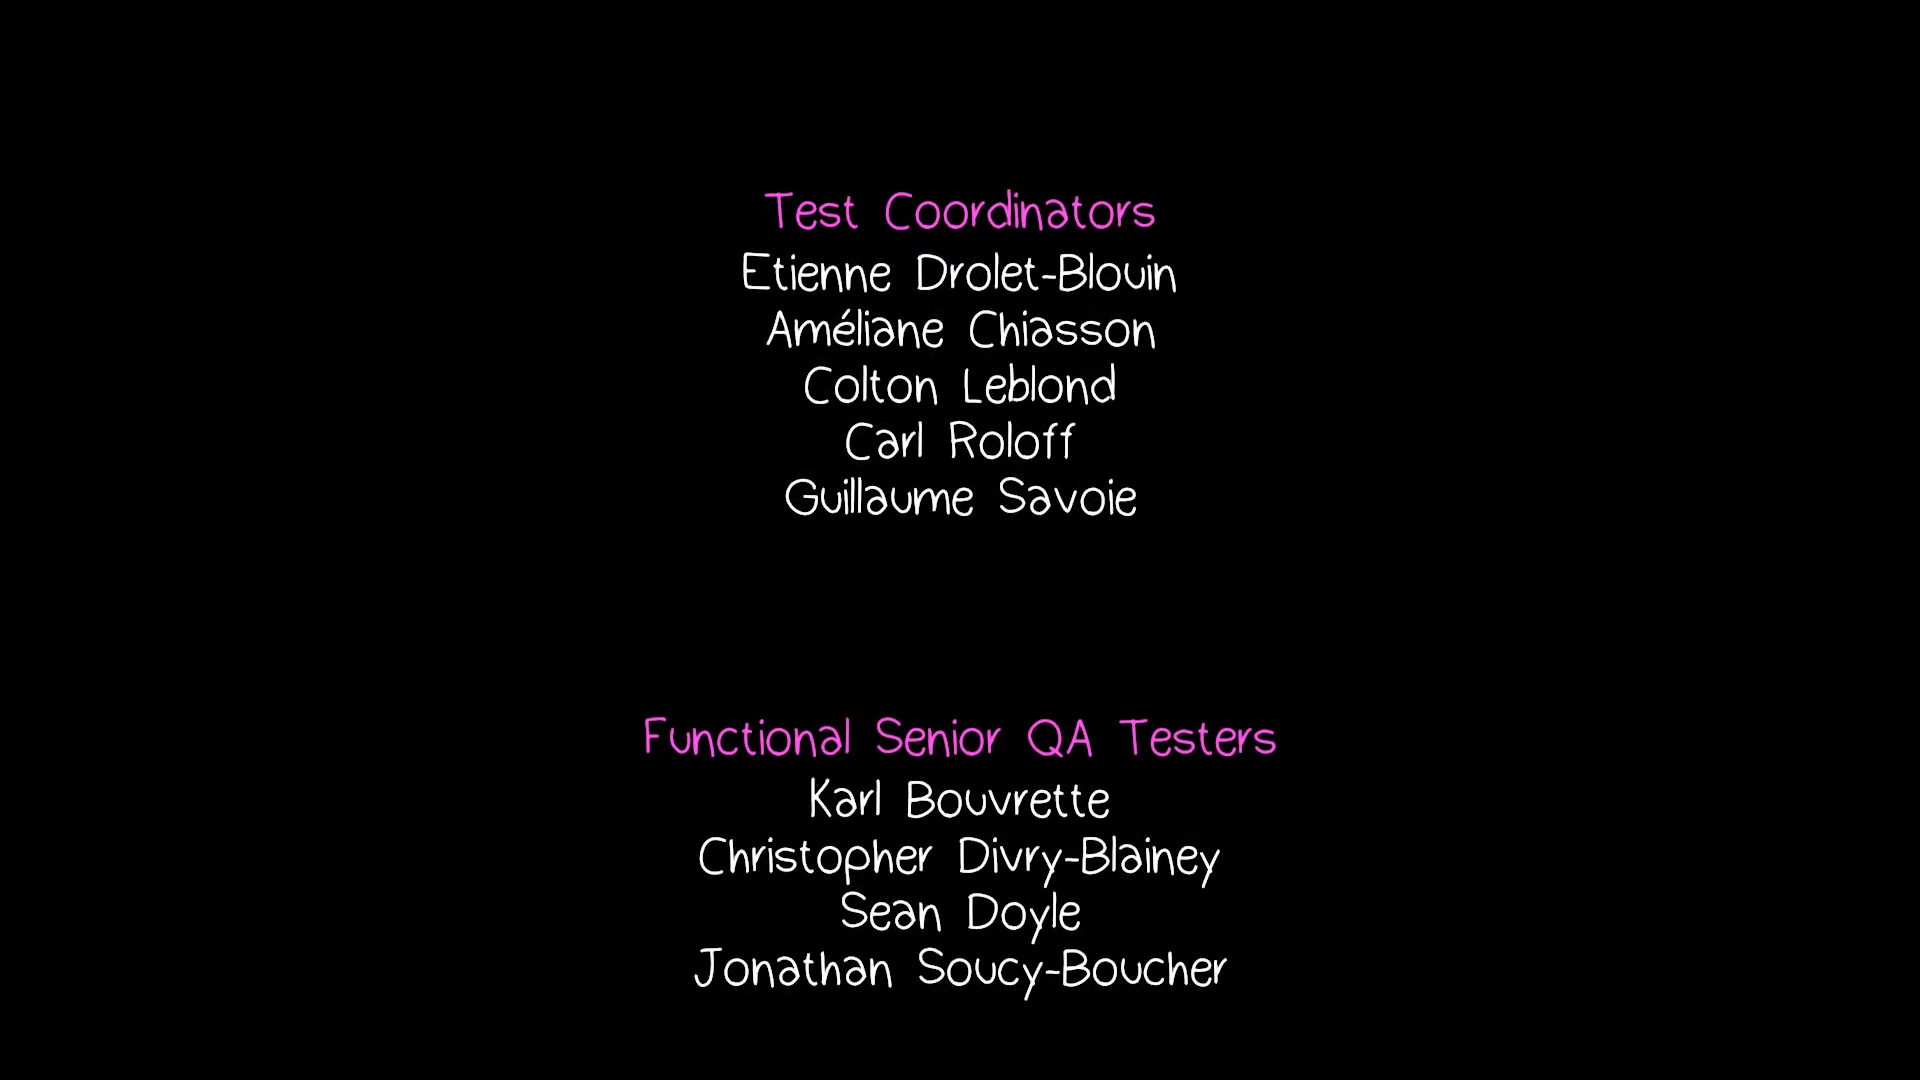 Test Coordinators
Etienne Drolet-Blouin
Améliane Chiasson
Colton Leblond
Carl Roloff
Guillaume Savoie
Functional Senior QA Testers
Karl Bouvrette
Christopher Divry-Blainey
Sean Doyle
Jonathan Soucy-Boucher